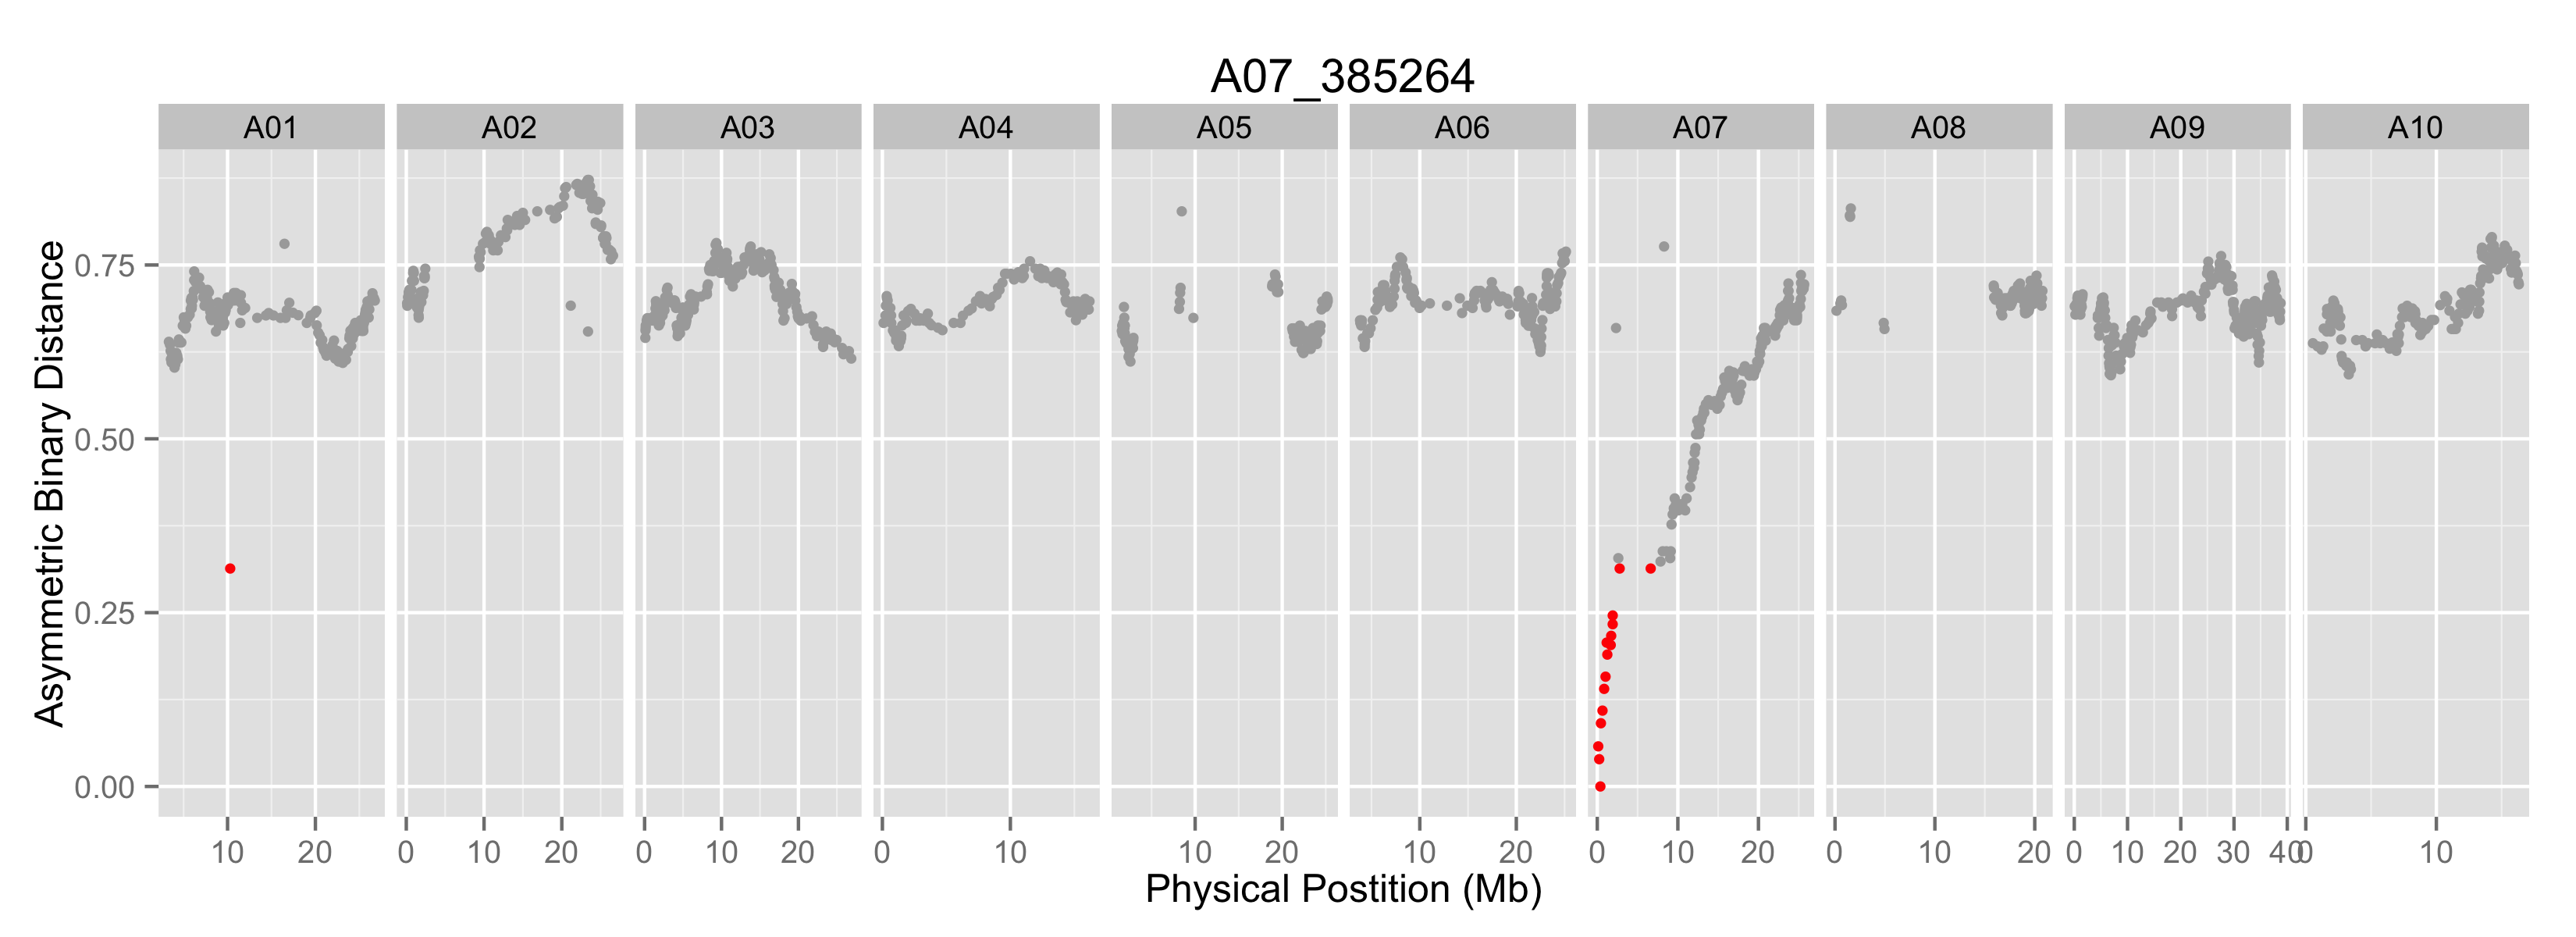 A07_385264
A01 A02 A03 A04 A05 A06 A07 A08 A09 A10
Asymmetric Binary Distance
0.75
0.50
0.25
0.00
10 20 0 10 20 0 10 20 0 10 10 20 10 20 0 10 20 0 10 20 0 10 20 30 40 0 10
Physical Postition (Mb)